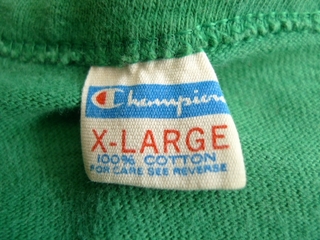 Champion
X-LARGE
100% COTTON
FOR CARE SEE REVERSE